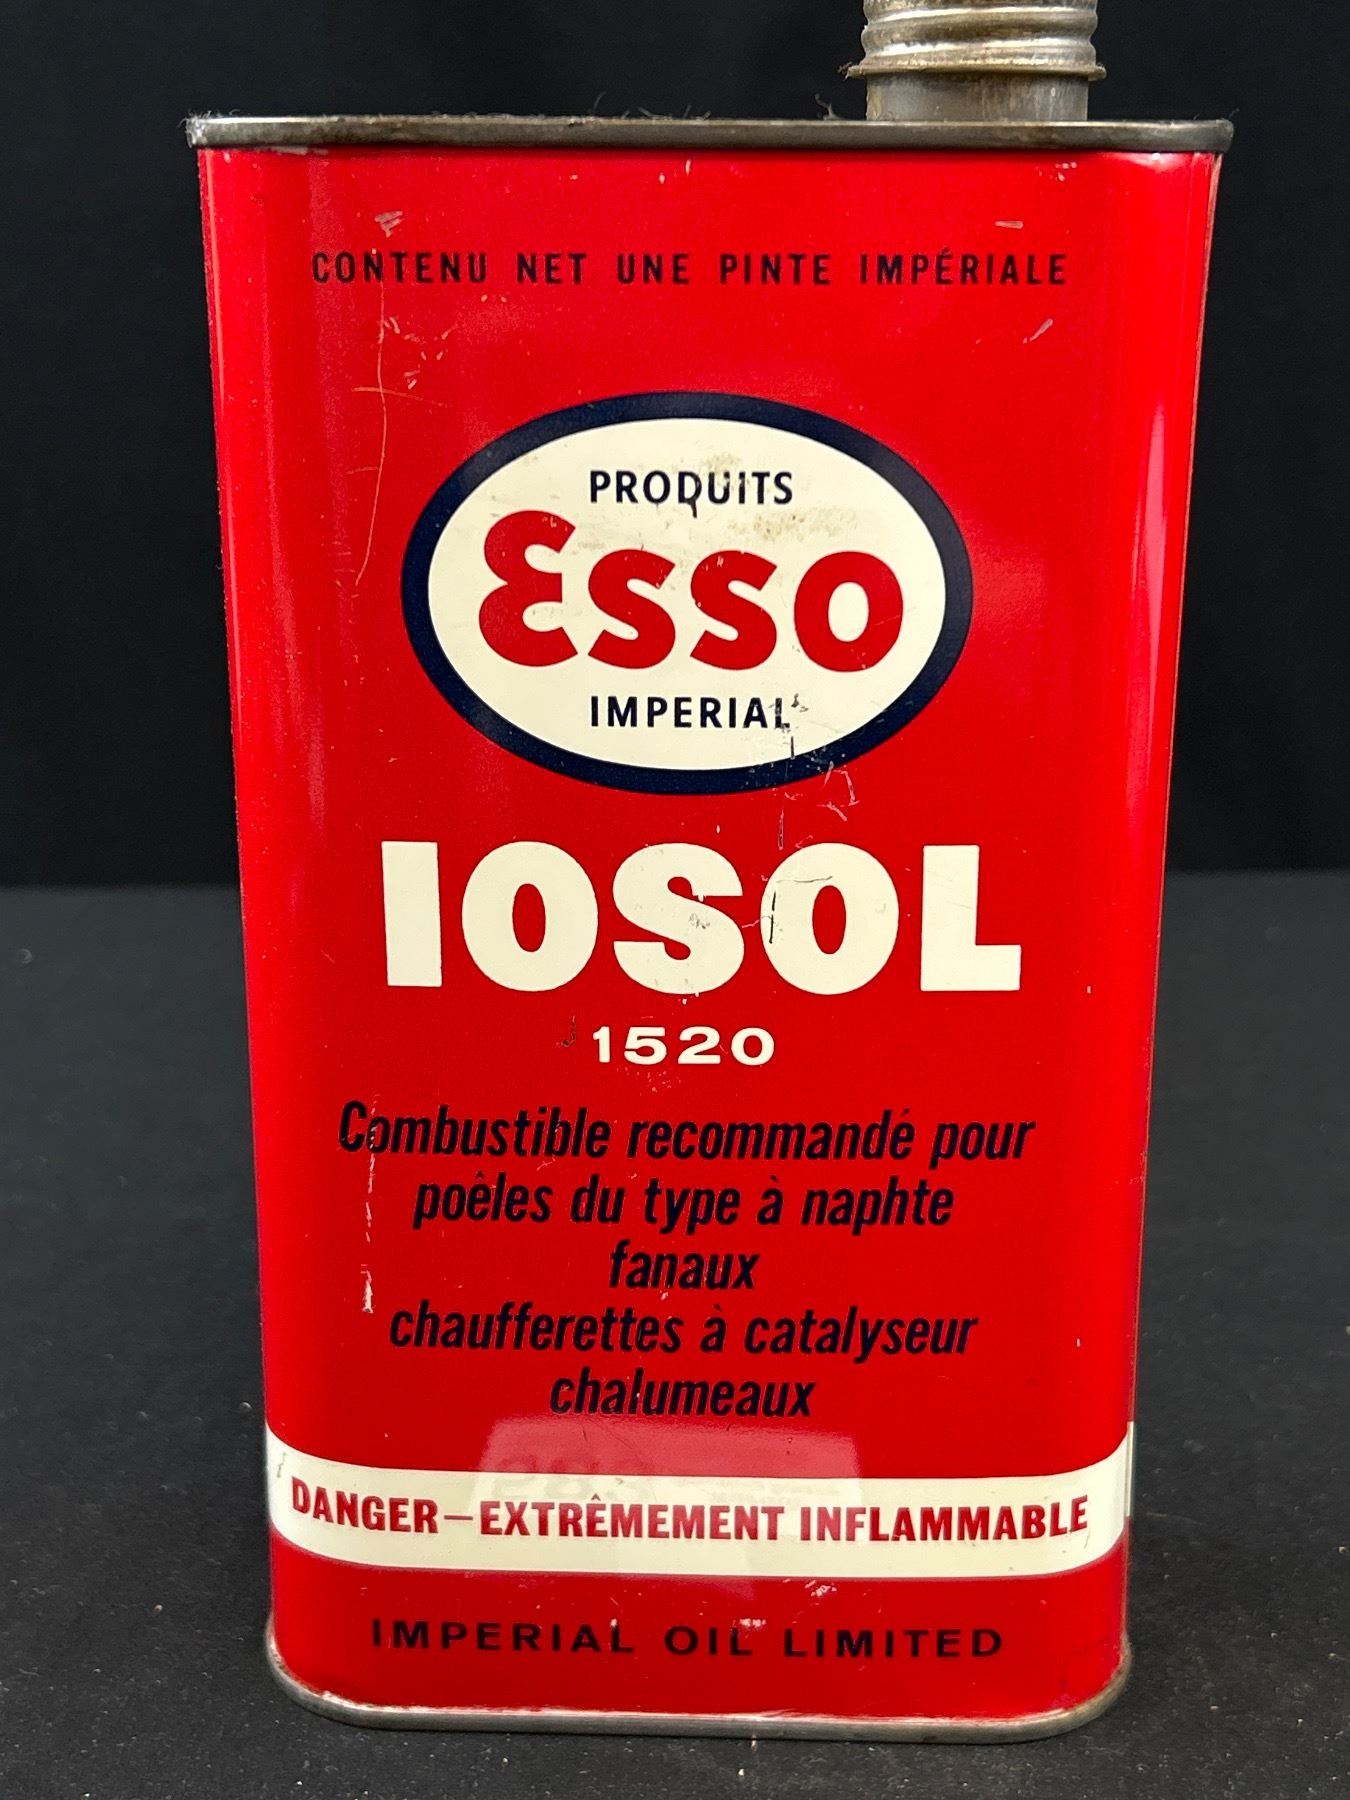 CONTENU NET UNE PINTE IMPÉRIALE
PRODUITS
Esso
IMPERIAL
IOSOL
1520
Combustible recommandé pour
poêles du type à naphte
fanaux
chaufferettes à catalyseur
chalumeaux
DANGER—EXTRÊMEMENT INFLAMMABLE
IMPERIAL OIL LIMITED